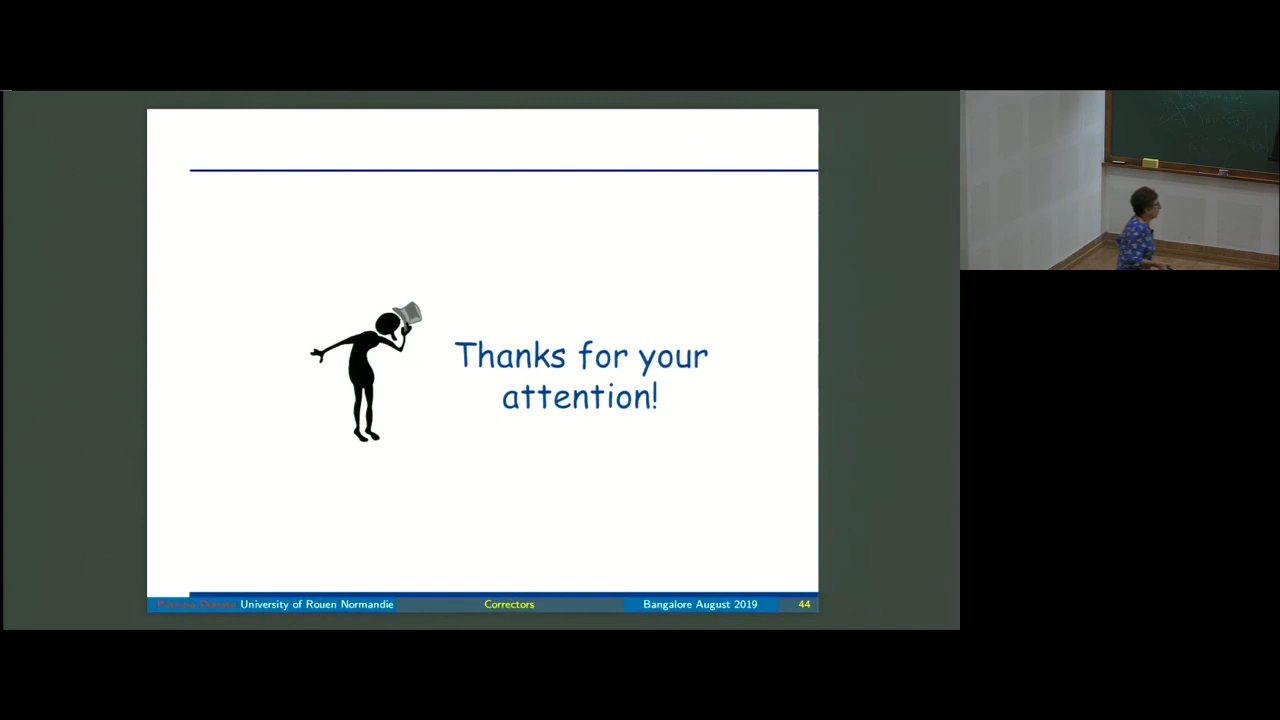 Thanks for your
attention!
University of Rouen Normandie Correctors Bangalore August 2019 44